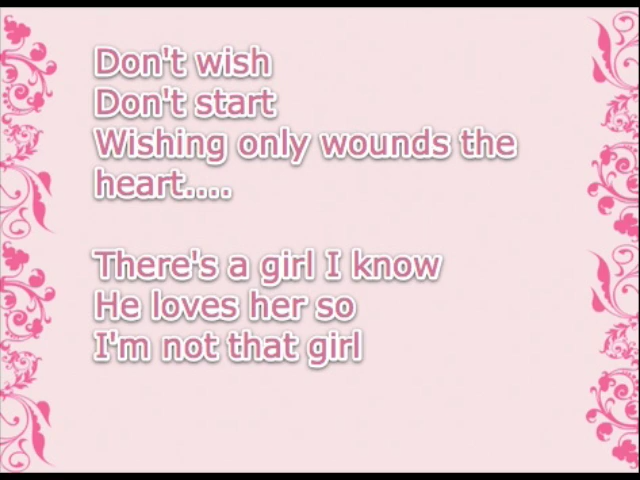 Don't wish
Don't start
Wishing only wounds the
heart....
There's a girl I know
He loves her so
I'm not that girl